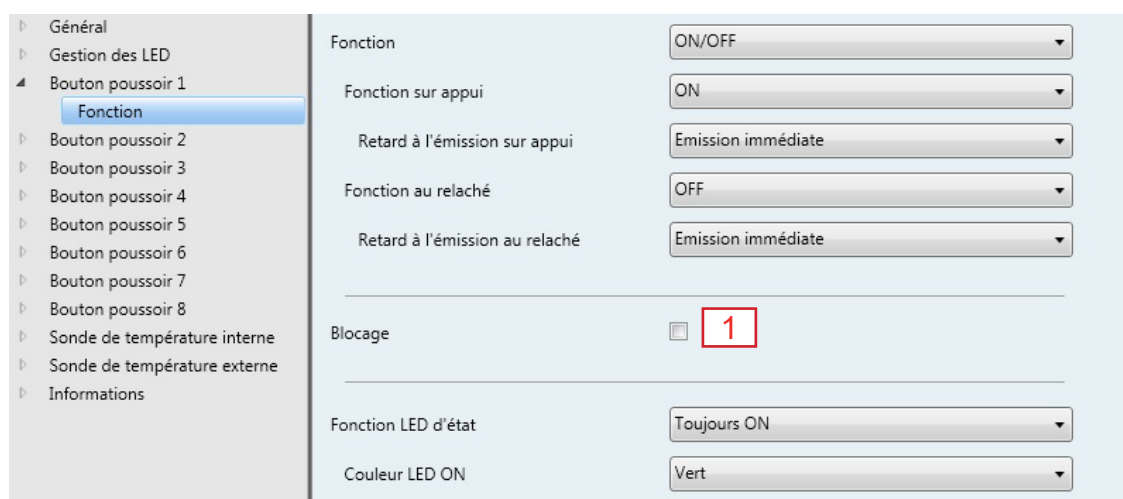 Général
Gestion des LED
Bouton poussoir 1
Fonction
Bouton poussoir 2
Bouton poussoir 3
Bouton poussoir 4
Bouton poussoir 5
Bouton poussoir 6
Bouton poussoir 7
Bouton poussoir 8
Sonde de température interne
Sonde de température externe
Informations
Fonction ON/OFF
Fonction sur appui ON
Retard à l'émission sur appui Emission immédiate
Fonction au relaché OFF
Retard à l'émission au relaché Emission immédiate
Blocage 1
Fonction LED d'état Toujours ON
Couleur LED ON Vert